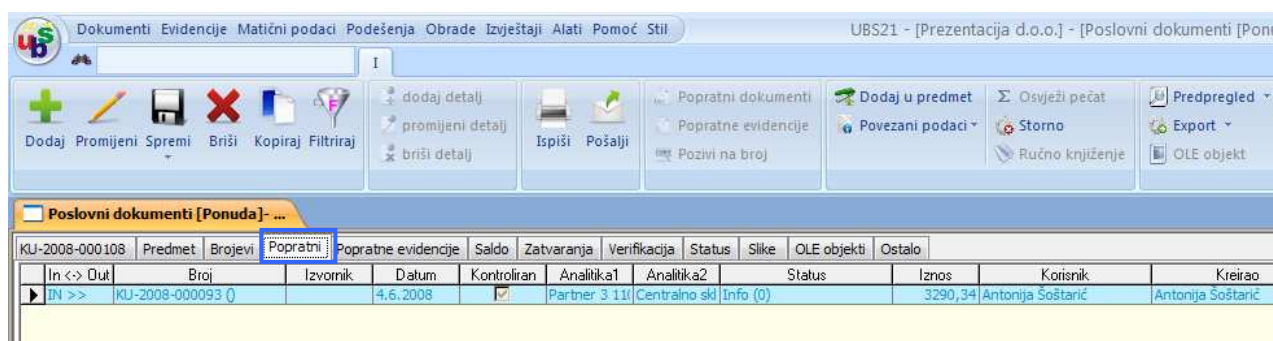 ubs Dokumenti Evidencije Matični podaci Podešenja Obrade Izvještaji Alati Pomoć Stil UBS21 - [Prezentacija d.o.o.] - [Poslovni dokumenti [Pon
I
Dodaj Promijeni Spremi Briši Kopiraj Filtriraj
dodaj detalj
promijeni detalj
briši detalj
Ispiši Pošalji
Popratni dokumenti
Popratne evidencije
Pozivi na broj
Dodaj u predmet
Povezani podaci
Σ Osvježi pečat
Storno
Ručno knjiženje
Predpregled
Export
OLE objekt
Poslovni dokumenti [Ponuda]- ...
KU-2008-000108 Predmet Brojevi Popratni Popratne evidencije Saldo Zatvaranja Verifikacija Status Slike OLE objekti Ostalo
In <-> Out Broj Izvornik Datum Kontroliran Analitika1 Analitika2 Status Iznos Korisnik Kreirao
IN >> KU-2008-000093 () 4.6.2008 Partner 3 11( Centralno skl Info (0) 3290,34 Antonija Šoštarić Antonija Šoštarić